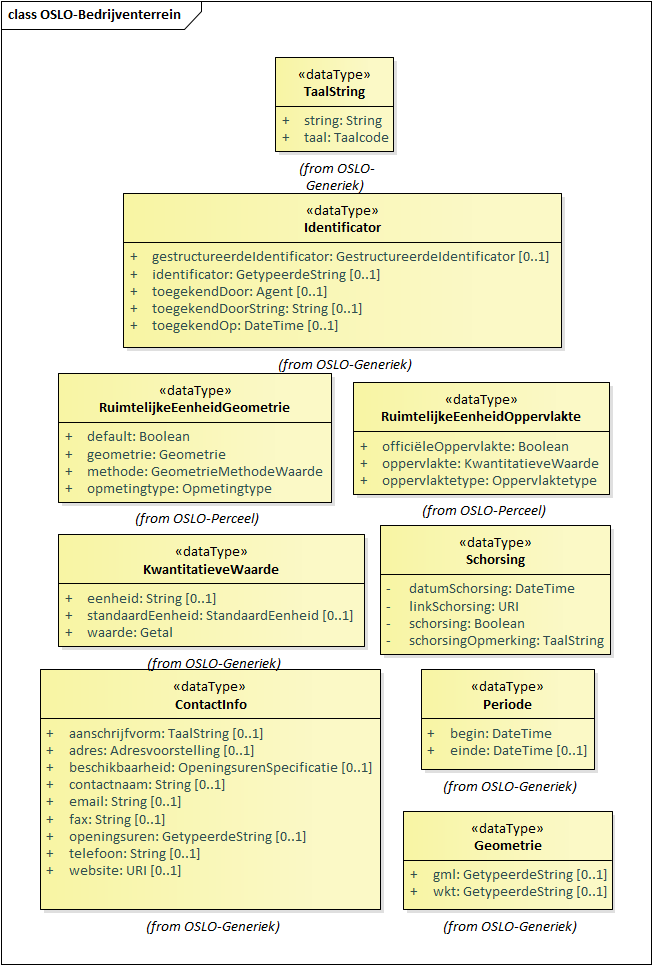 class OSLO-Bedrijventerrein
«dataType»
TaalString
+ string: String
+ taal: Taalcode
(from OSLO-
Generiek)
«dataType»
Identificator
+ gestructureerdeIdentificator: GestructureerdeIdentificator [0..1]
+ identificator: GetypeerdeString [0..1]
+ toegekendDoor: Agent [0..1]
+ toegekendDoorString: String [0..1]
+ toegekendOp: DateTime [0..1]
(from OSLO-Generiek)
«dataType»
RuimtelijkeEenheidGeometrie
+ default: Boolean
+ geometrie: Geometrie
+ methode: GeometrieMethodeWaarde
+ opmetingtype: Opmetingtype
(from OSLO-Perceel)
«dataType»
RuimtelijkeEenheidOppervlakte
+ officiëleOppervlakte: Boolean
+ oppervlakte: KwantitatieveWaarde
+ oppervlaktetype: Oppervlaktetype
(from OSLO-Perceel)
«dataType»
KwantitatieveWaarde
+ eenheid: String [0..1]
+ standaardEenheid: StandaardEenheid [0..1]
+ waarde: Getal
(from OSLO-Generiek)
«dataType»
Schorsing
- datumSchorsing: DateTime
- linkSchorsing: URI
- schorsing: Boolean
- schorsingOpmerking: TaalString
«dataType»
ContactInfo
+ aanschrijfvorm: TaalString [0..1]
+ adres: Adresvoorstelling [0..1]
+ beschikbaarheid: OpeningsurenSpecificatie [0..1]
+ contactnaam: String [0..1]
+ email: String [0..1]
+ fax: String [0..1]
+ openingsuren: GetypeerdeString [0..1]
+ telefoon: String [0..1]
+ website: URI [0..1]
(from OSLO-Generiek)
«dataType»
Periode
+ begin: DateTime
+ einde: DateTime [0..1]
(from OSLO-Generiek)
«dataType»
Geometrie
+ gml: GetypeerdeString [0..1]
+ wkt: GetypeerdeString [0..1]
(from OSLO-Generiek)